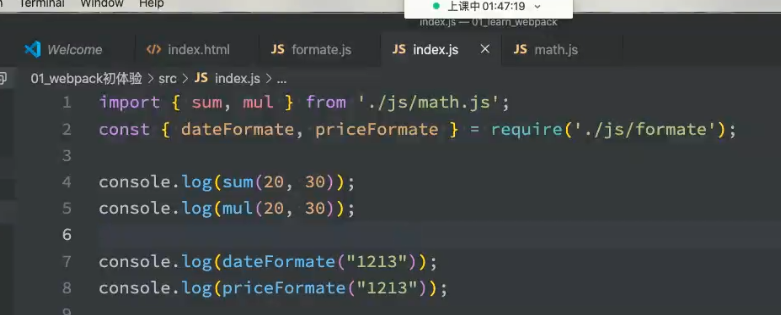 Terminal Window Help
上课中 01:47:19
index.js — 01_learn_webpack
Welcome index.html formate.js index.js math.js
01_webpack初体验 > src > JS index.js > ...
1 import { sum, mul } from './js/math.js';
2 const { dateFormate, priceFormate } = require('./js/formate');
3
4 console.log(sum(20, 30));
5 console.log(mul(20, 30));
6
7 console.log(dateFormate("1213"));
8 console.log(priceFormate("1213"));
9